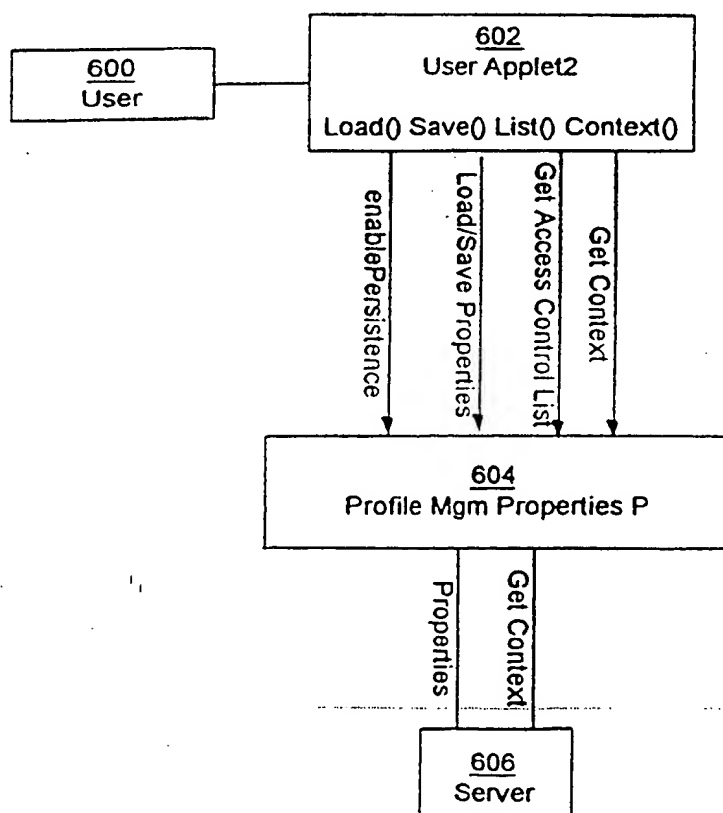 600
User
602
User Applet2
Load() Save() List() Context()
enablePersistence
Load/Save Properties
Get Access Control List
Get Context
604
Profile Mgm Properties P
Properties
Get Context
606
Server